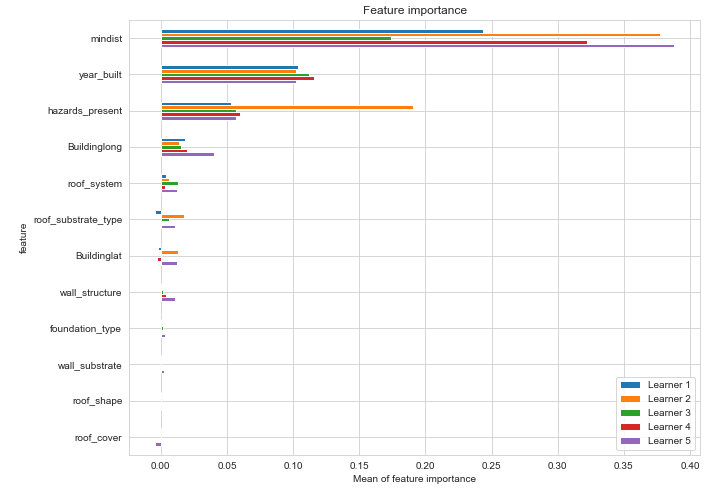 Feature importance
mindist
year_built
hazards_present
Buildinglong
roof_system
roof_substrate_type
Buildinglat
wall_structure
foundation_type
wall_substrate
roof_shape
roof_cover
feature
0.00 0.05 0.10 0.15 0.20 0.25 0.30 0.35 0.40
Mean of feature importance
Learner 1
Learner 2
Learner 3
Learner 4
Learner 5